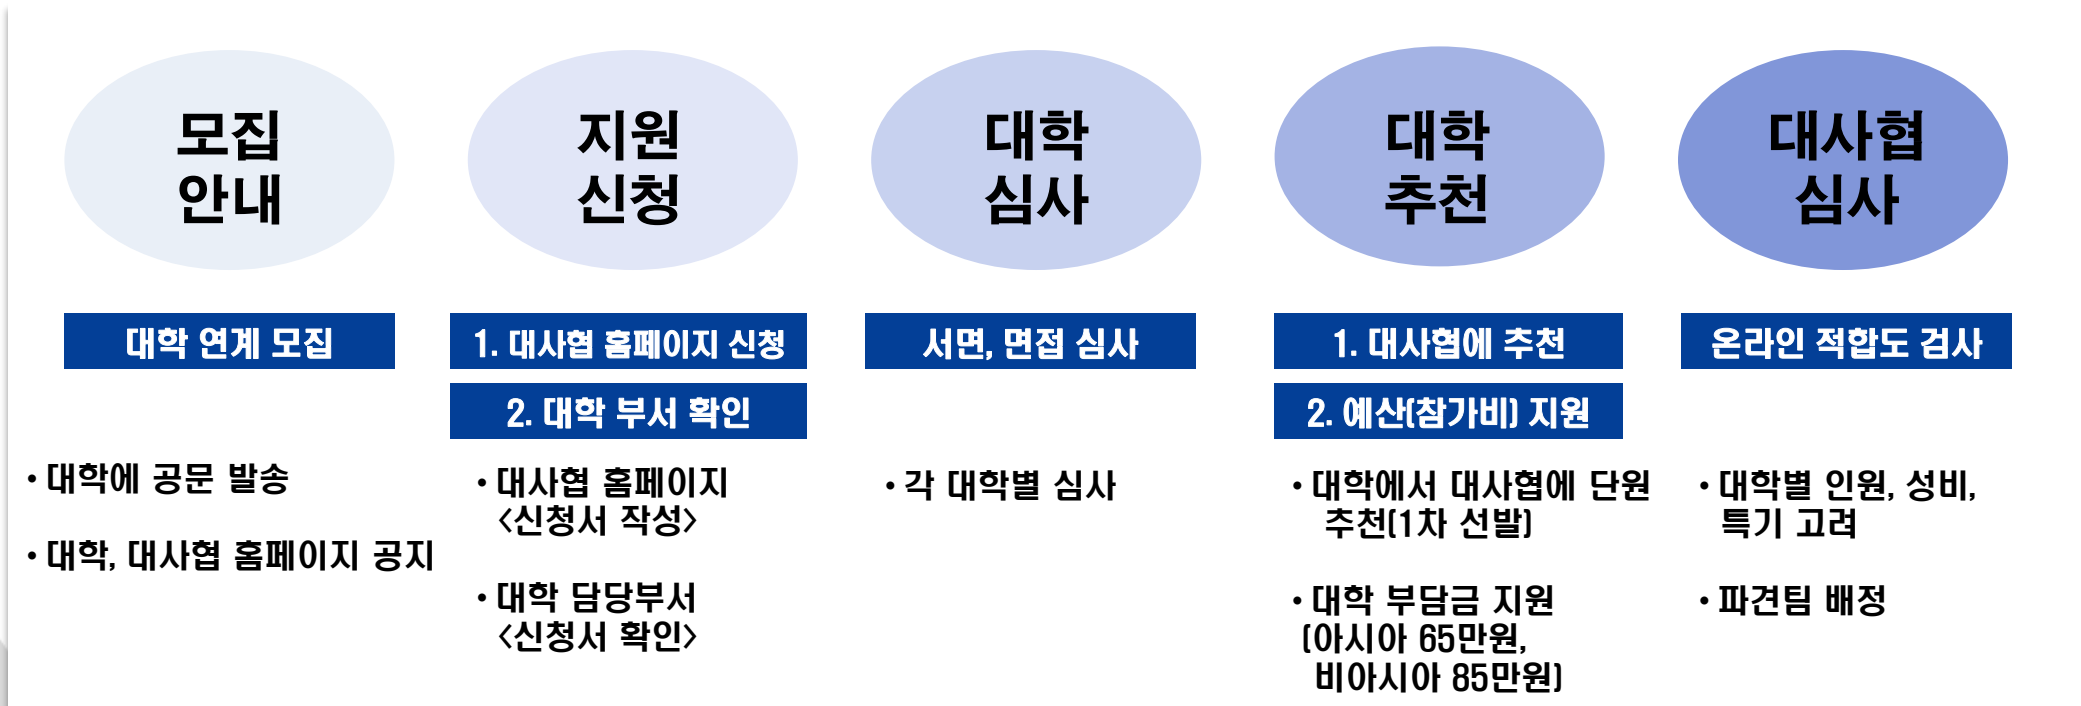 모집
안내
대학 연계 모집
• 대학에 공문 발송
• 대학, 대사협 홈페이지 공지
지원
신청
1. 대사협 홈페이지 신청
2. 대학 부서 확인
• 대사협 홈페이지
<신청서 작성>
• 대학 담당부서
<신청서 확인>
대학
심사
서면, 면접 심사
• 각 대학별 심사
대학
추천
1. 대사협에 추천
2. 예산(참가비) 지원
• 대학에서 대사협에 단원
추천(1차 선발)
• 대학 부담금 지원
(아시아 65만원,
비아시아 85만원)
대사협
심사
온라인 적합도 검사
• 대학별 인원, 성비,
특기 고려
• 파견팀 배정